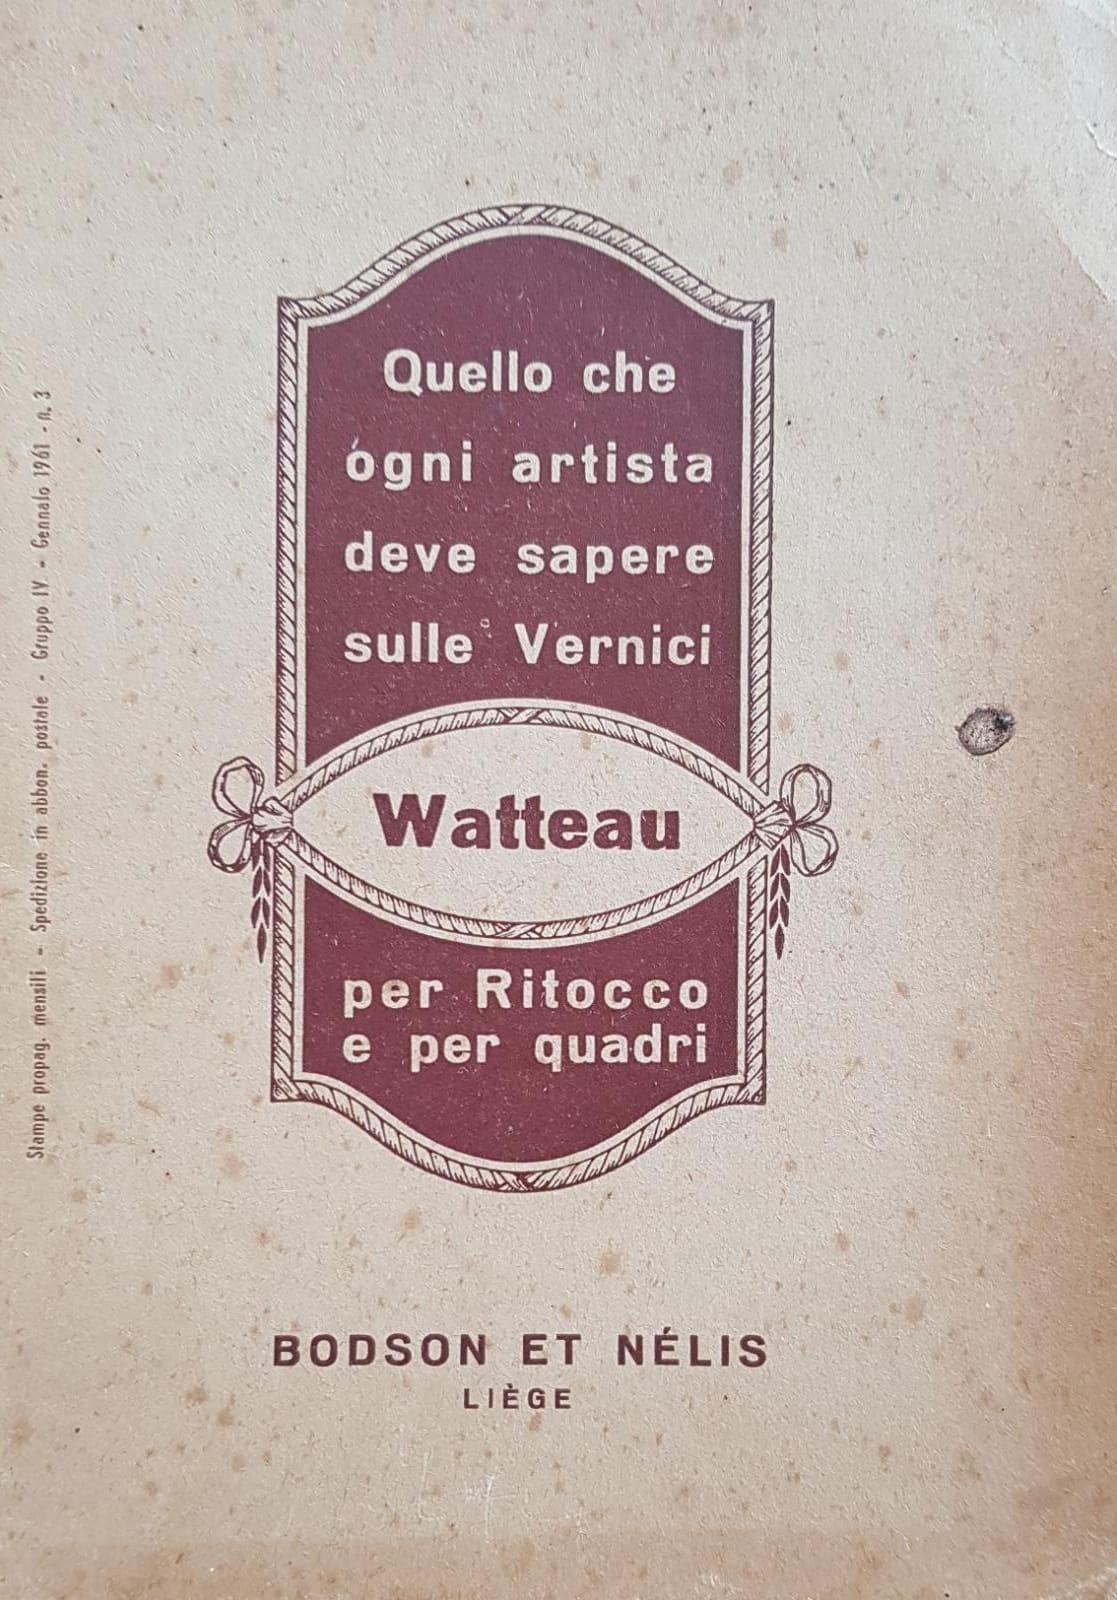 Quello che
ogni artista
deve sapere
sulle Vernici
Watteau
per Ritocco
e per quadri
BODSON ET NÉLIS
LIÈGE
Stampe propag. mensili - Spedizione in abbon. postale - Gruppo IV - Gennaio 1961 - n. 3